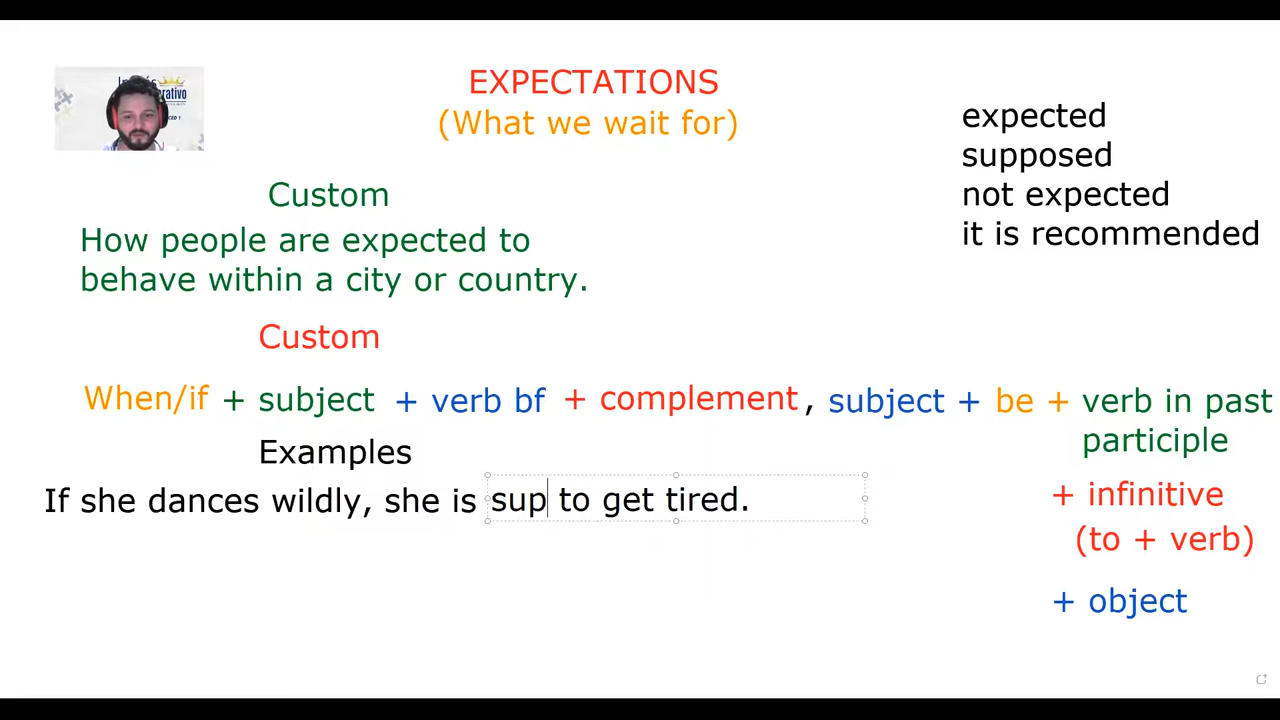 EXPECTATIONS
(What we wait for)
expected
supposed
not expected
it is recommended
Custom
How people are expected to
behave within a city or country.
Custom
When/if + subject + verb bf + complement, subject + be + verb in past
participle
Examples
If she dances wildly, she is sup to get tired.
+ infinitive
(to + verb)
+ object